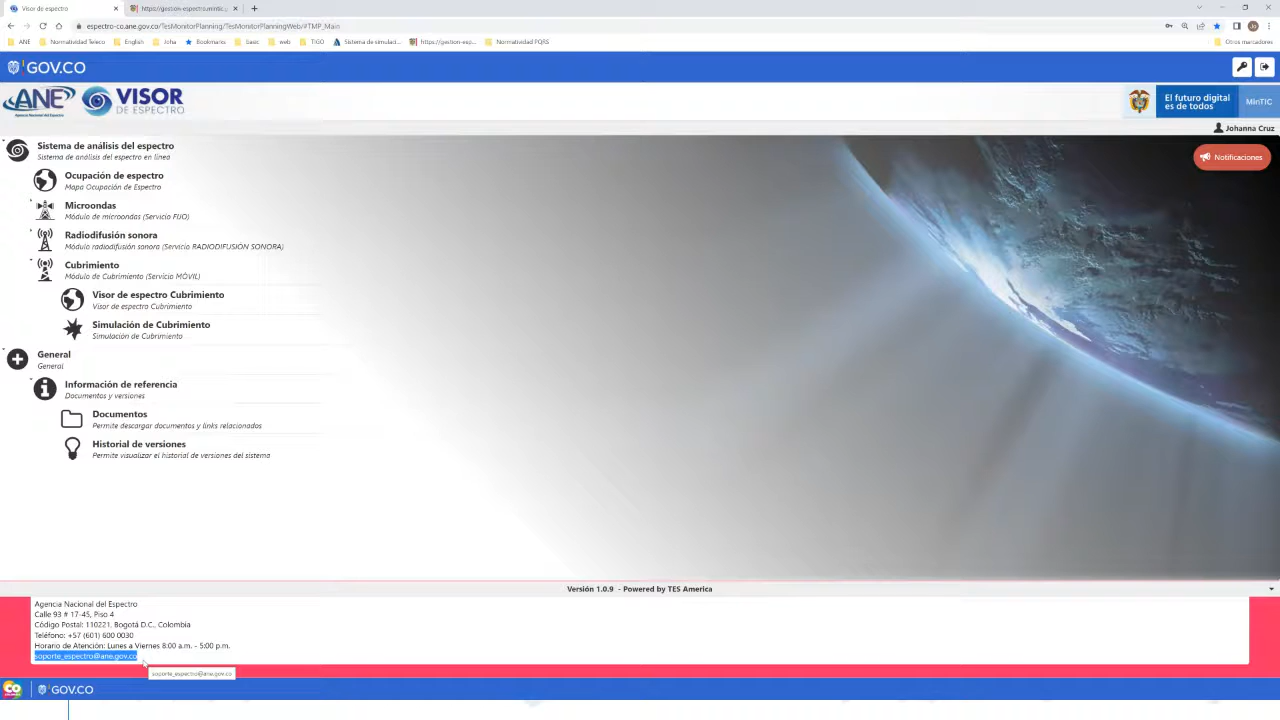 Visor de espectro
https://gestion-espectro.mintic.g
espectro-co.ane.gov.co/TesMonitorPlanning/TesMonitorPlanningWeb/#TMP_Main
ANE
Normatividad Teleco
English
Joha
Bookmarks
basic
web
TIGO
Sistema de simulaci...
https://gestion-esp...
Normatividad PQRS
Otros marcadores
GOV.CO
ANE
Agencia Nacional del Espectro
VISOR
DE ESPECTRO
El futuro digital
es de todos
MinTIC
Johanna Cruz
Notificaciones
Sistema de análisis del espectro
Sistema de análisis del espectro en línea
Ocupación de espectro
Mapa Ocupación de Espectro
Microondas
Módulo de microondas (Servicio FIJO)
Radiodifusión sonora
Módulo radiodifusión sonora (Servicio RADIODIFUSIÓN SONORA)
Cubrimiento
Módulo de Cubrimiento (Servicio MÓVIL)
Visor de espectro Cubrimiento
Visor de espectro Cubrimiento
Simulación de Cubrimiento
Simulación de Cubrimiento
General
General
Información de referencia
Documentos y versiones
Documentos
Permite descargar documentos y links relacionados
Historial de versiones
Permite visualizar el historial de versiones del sistema
Versión 1.0.9 - Powered by TES America
Agencia Nacional del Espectro
Calle 93 # 17-45, Piso 4
Código Postal: 110221, Bogotá D.C., Colombia
Teléfono: +57 (601) 600 0030
Horario de Atención: Lunes a Viernes 8:00 a.m. - 5:00 p.m.
soporte_espectro@ane.gov.co
soporte_espectro@ane.gov.co
CO
GOV.CO